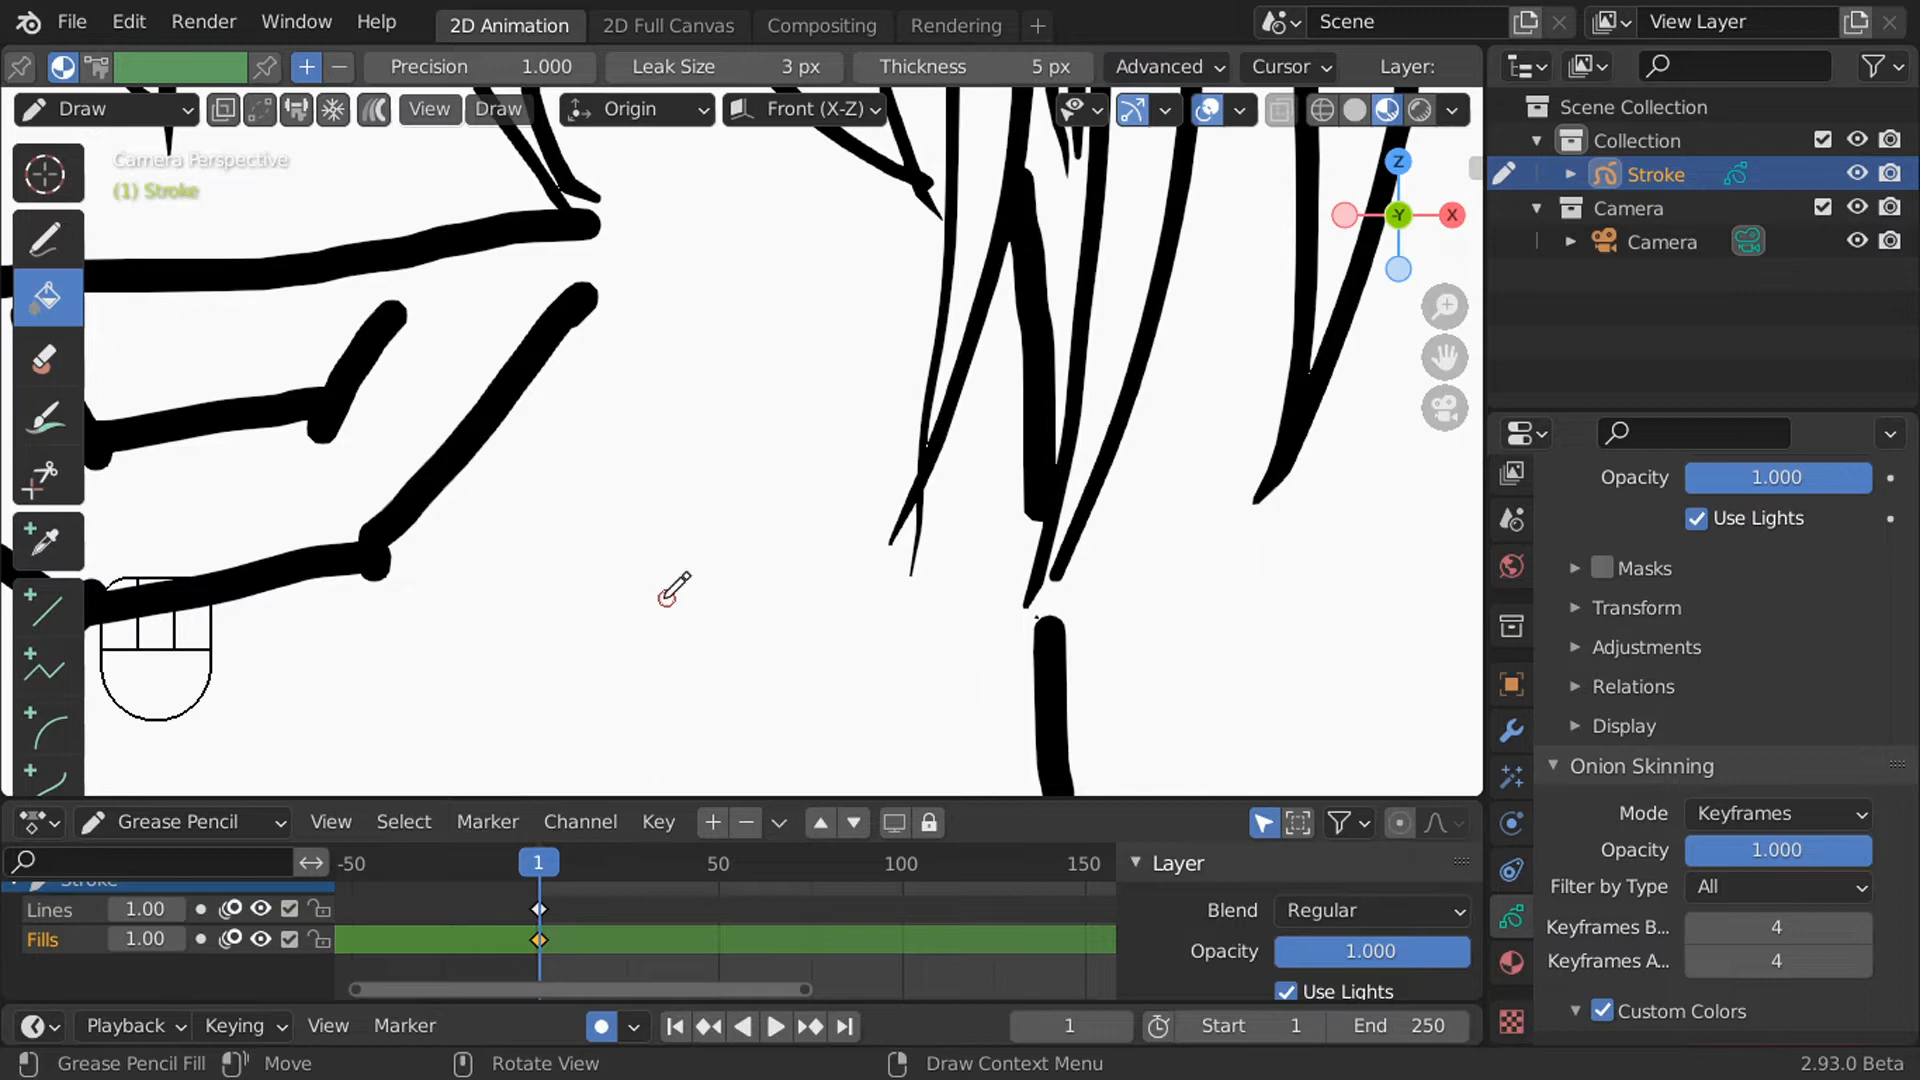 File Edit Render Window Help 2D Animation 2D Full Canvas Compositing Rendering + Scene View Layer
Precision 1.000 Leak Size 3 px Thickness 5 px Advanced Cursor Layer:
Draw View Draw Origin Front (X-Z)
Camera Perspective
(1) Stroke
Z
-Y X
Scene Collection
Collection
Stroke
Camera
Camera
Opacity 1.000
Use Lights
Masks
Transform
Adjustments
Relations
Display
Onion Skinning
Mode Keyframes
Opacity 1.000
Filter by Type All
Keyframes B... 4
Keyframes A... 4
Custom Colors
Grease Pencil View Select Marker Channel Key
-50 1 50 100 150
Stroke
Lines 1.00
Fills 1.00
Layer
Blend Regular
Opacity 1.000
Use Lights
Playback Keying View Marker 1 Start 1 End 250
Grease Pencil Fill Move Rotate View Draw Context Menu 2.93.0 Beta